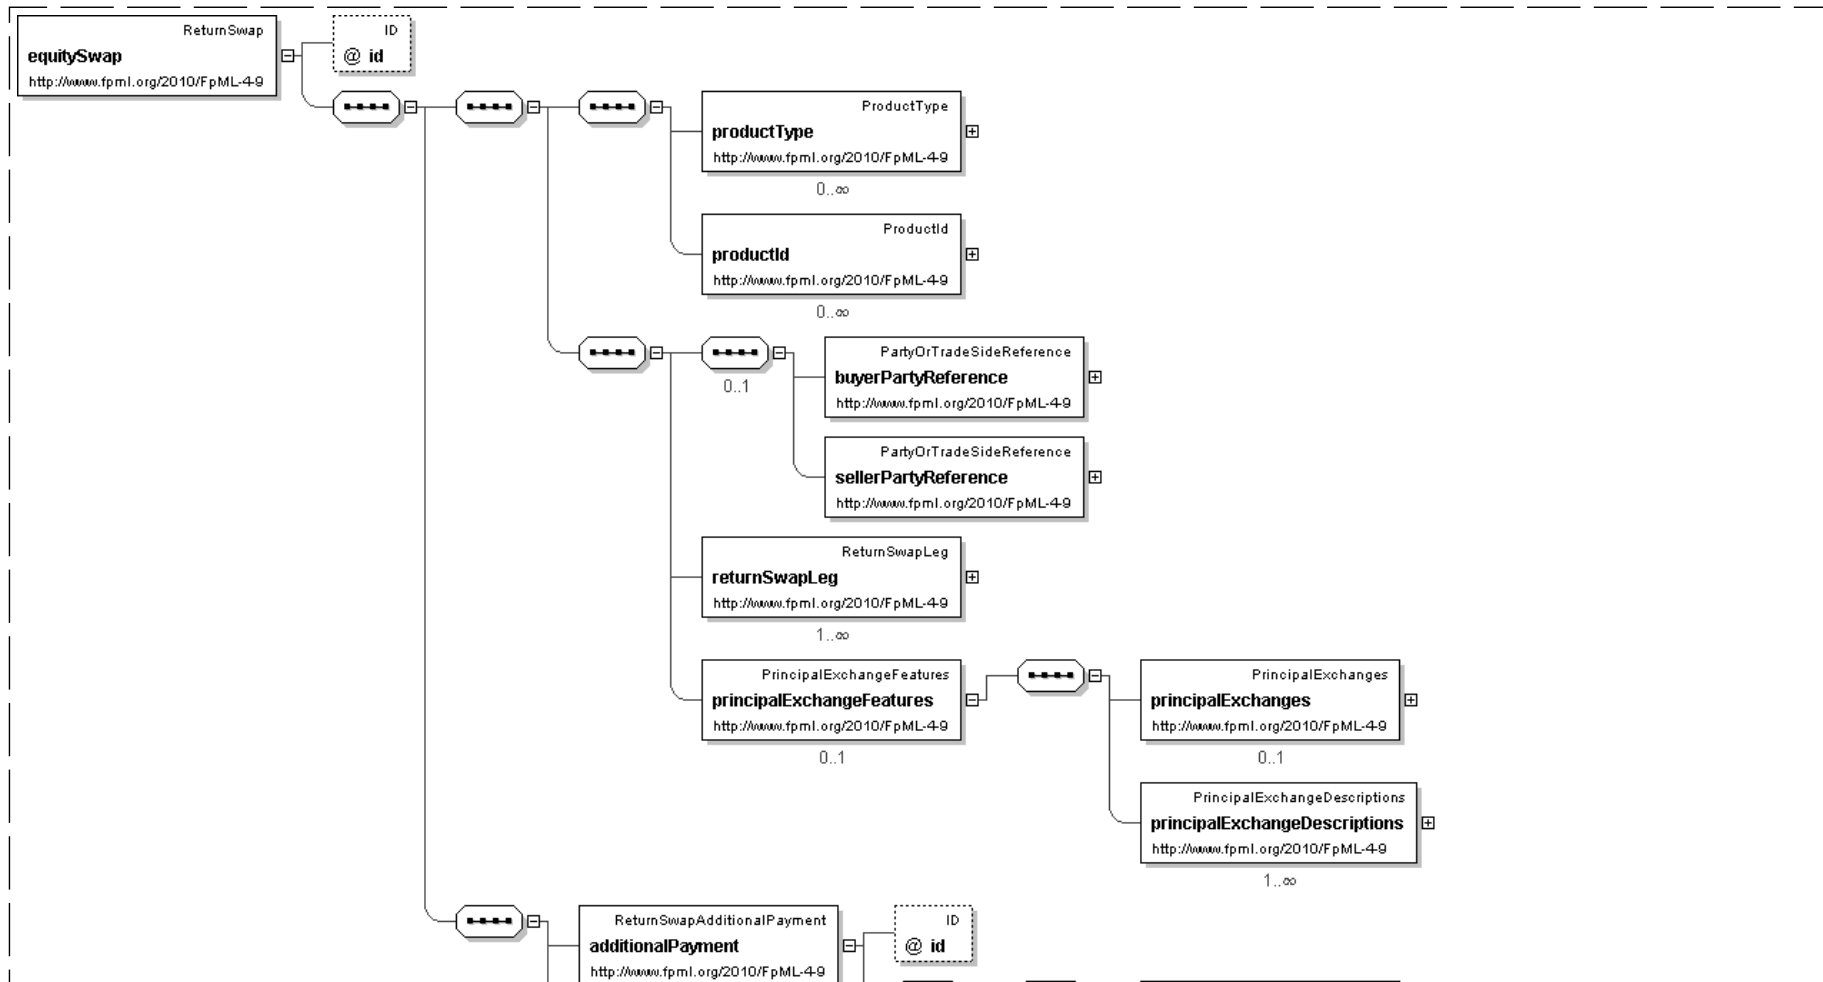 ReturnSwap
equitySwap
http://www.fpml.org/2010/FpML-4-9
ID
@ id
ProductType
productType
http://www.fpml.org/2010/FpML-4-9
0..∞
ProductId
productId
http://www.fpml.org/2010/FpML-4-9
0..∞
0..1
PartyOrTradeSideReference
buyerPartyReference
http://www.fpml.org/2010/FpML-4-9
PartyOrTradeSideReference
sellerPartyReference
http://www.fpml.org/2010/FpML-4-9
ReturnSwapLeg
returnSwapLeg
http://www.fpml.org/2010/FpML-4-9
1..∞
PrincipalExchangeFeatures
principalExchangeFeatures
http://www.fpml.org/2010/FpML-4-9
0..1
PrincipalExchanges
principalExchanges
http://www.fpml.org/2010/FpML-4-9
0..1
PrincipalExchangeDescriptions
principalExchangeDescriptions
http://www.fpml.org/2010/FpML-4-9
1..∞
ReturnSwapAdditionalPayment
additionalPayment
http://www.fpml.org/2010/FpML-4-9
ID
@ id